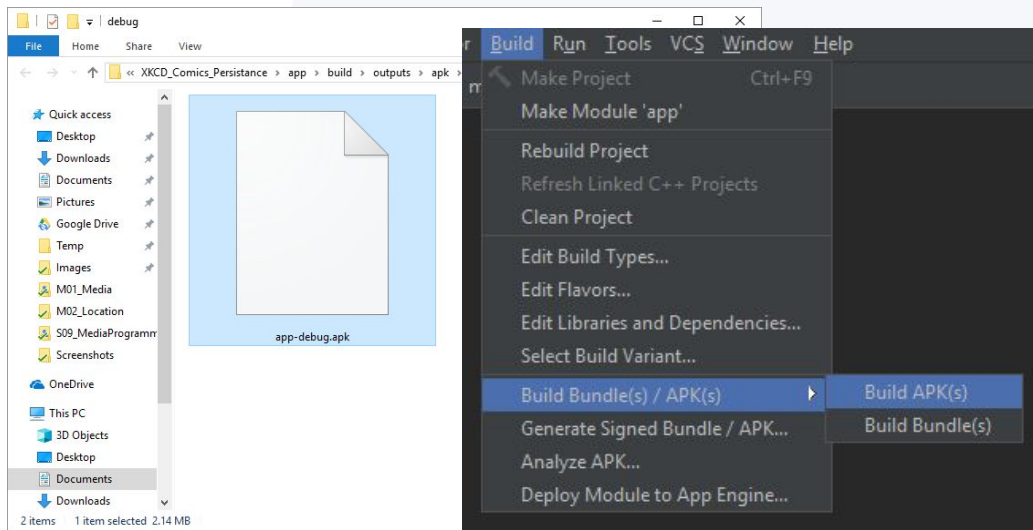 debug
File Home Share View
« XKCD_Comics_Persistance > app > build > outputs > apk >
Quick access
Desktop
Downloads
Documents
Pictures
Google Drive
Temp
Images
M01_Media
M02_Location
S09_MediaProgramm
Screenshots
OneDrive
This PC
3D Objects
Desktop
Documents
Downloads
app-debug.apk
2 items 1 item selected 2.14 MB
r Build Run Tools VCS Window Help
m
Make Project Ctrl+F9
Make Module 'app'
Rebuild Project
Refresh Linked C++ Projects
Clean Project
Edit Build Types...
Edit Flavors...
Edit Libraries and Dependencies...
Select Build Variant...
Build Bundle(s) / APK(s)
Generate Signed Bundle / APK...
Analyze APK...
Deploy Module to App Engine...
Build APK(s)
Build Bundle(s)